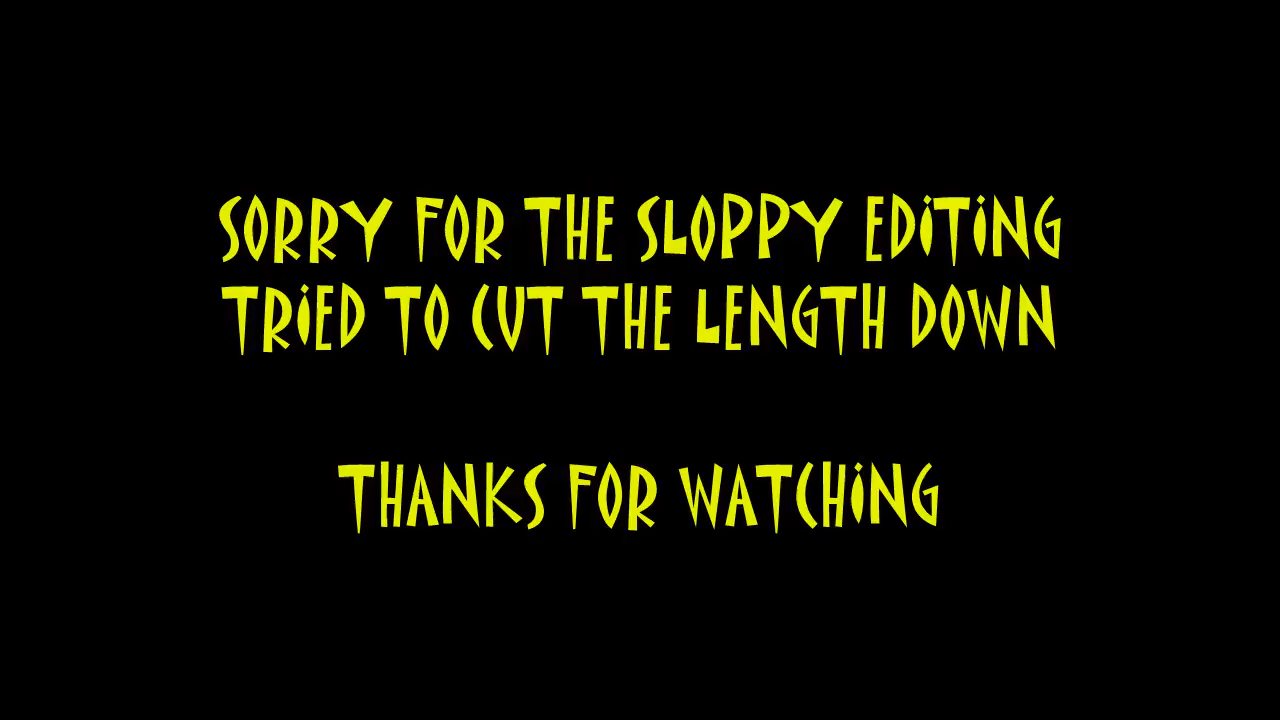 SORRY FOR THE SLOPPY EDiTiNG
TRiED TO CUT THE LENGTH DOWN
THANKS FOR WATCHiNG